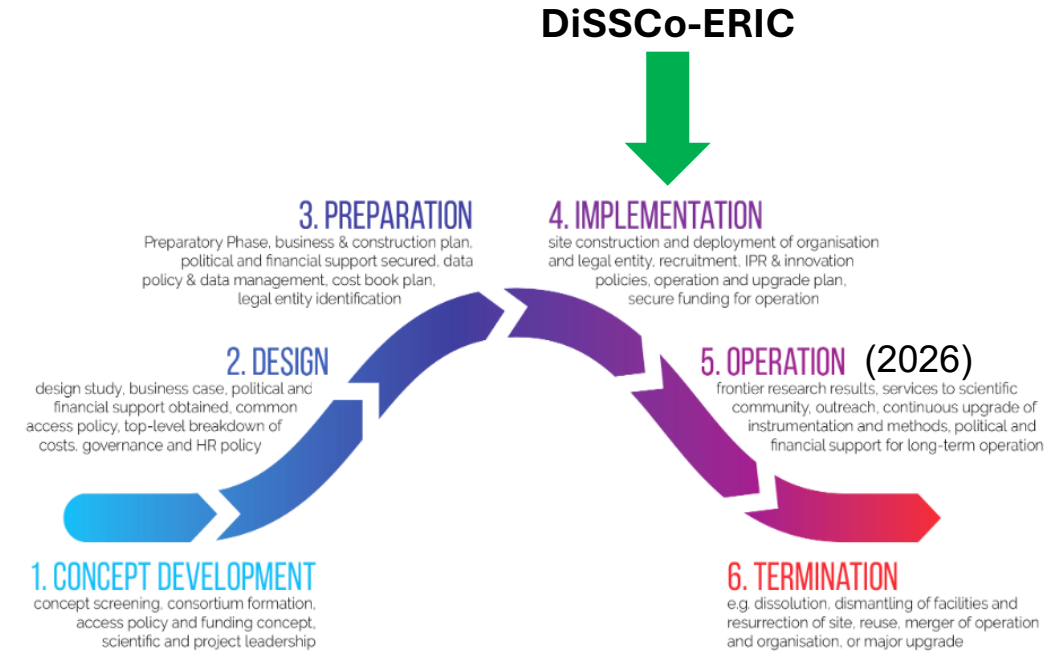 DiSSCo-ERIC
3. PREPARATION
Preparatory Phase, business & construction plan,
political and financial support secured, data
policy & data management, cost book plan,
legal entity identification
4. IMPLEMENTATION
site construction and deployment of organisation
and legal entity, recruitment, IPR & innovation
policies, operation and upgrade plan,
secure funding for operation
2. DESIGN
design study, business case, political and
financial support obtained, common
access policy, top-level breakdown of
costs, governance and HR policy
5. OPERATION (2026)
frontier research results, services to scientific
community, outreach, continuous upgrade of
instrumentation and methods, political and
financial support for long-term operation
1. CONCEPT DEVELOPMENT
concept screening, consortium formation,
access policy and funding concept,
scientific and project leadership
6. TERMINATION
e.g. dissolution, dismantling of facilities and
resurrection of site, reuse, merger of operation
and organisation, or major upgrade